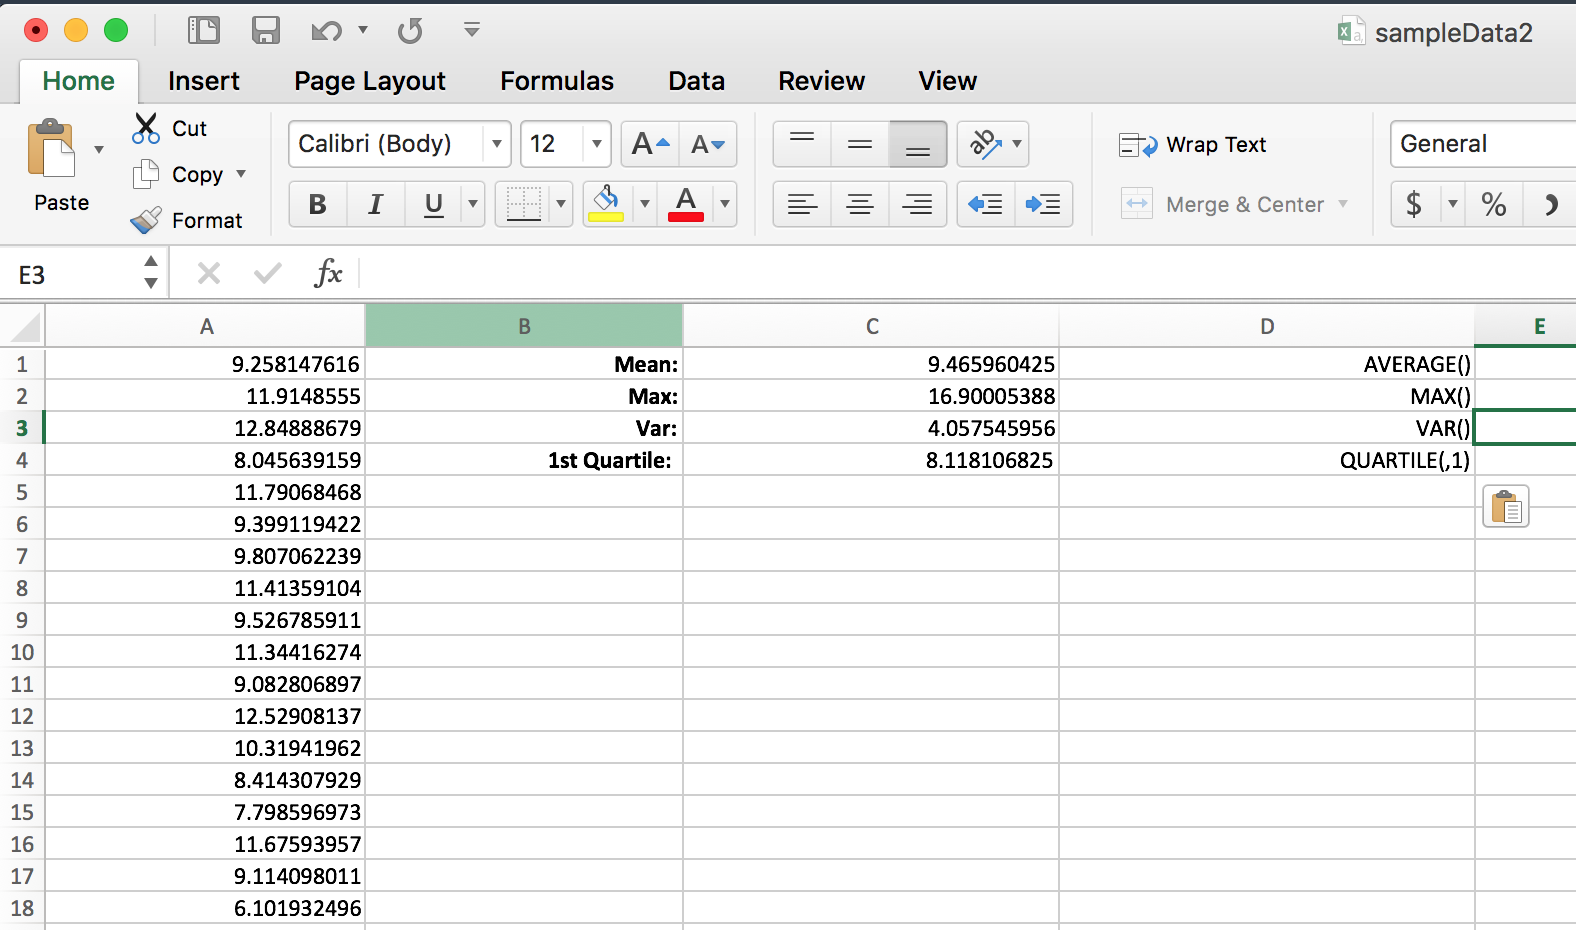 sampleData2
Home Insert Page Layout Formulas Data Review View
Paste
Cut
Copy
Format
Calibri (Body) 12 A A
B I U A
ab
Wrap Text
Merge & Center
General
$ % ,
E3 fx
A B C D E
1 9.258147616 Mean: 9.465960425 AVERAGE()
2 11.9148555 Max: 16.90005388 MAX()
3 12.84888679 Var: 4.057545956 VAR()
4 8.045639159 1st Quartile: 8.118106825 QUARTILE(,1)
5 11.79068468
6 9.399119422
7 9.807062239
8 11.41359104
9 9.526785911
10 11.34416274
11 9.082806897
12 12.52908137
13 10.31941962
14 8.414307929
15 7.798596973
16 11.67593957
17 9.114098011
18 6.101932496